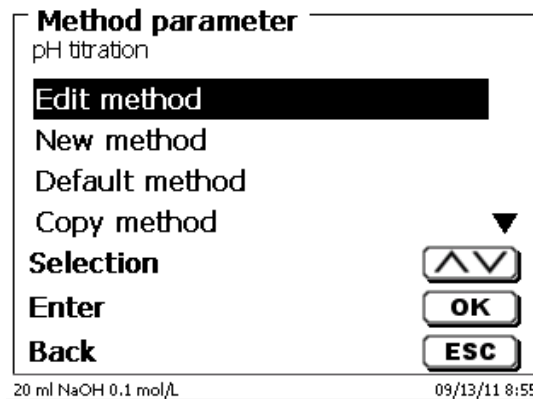 Method parameter
pH titration
Edit method
New method
Default method
Copy method
Selection
Enter OK
Back ESC
20 ml NaOH 0.1 mol/L 09/13/11 8:55